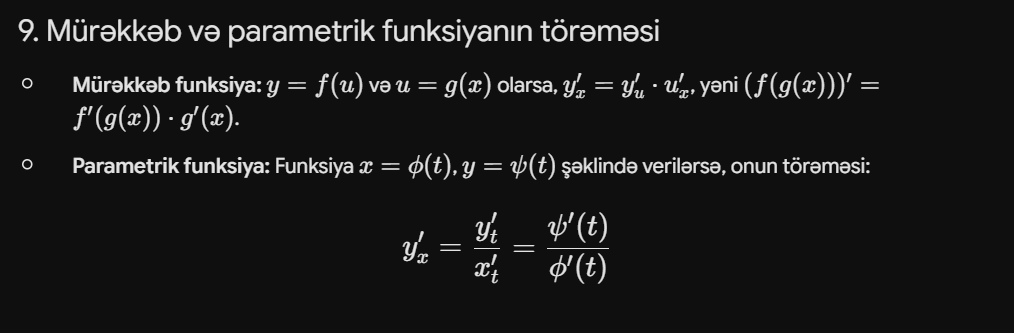 9. Mürəkkəb və parametrik funksiyanın törəməsi
Mürəkkəb funksiya: y = f(u) və u = g(x) olarsa, y′ₓ = y′ᵤ · u′ₓ, yəni (f(g(x)))′ =
f′(g(x)) · g′(x).
Parametrik funksiya: Funksiya x = ϕ(t), y = ψ(t) şəklində verilərsə, onun törəməsi:
y′ₓ = y′ₜ / x′ₜ = ψ′(t) / ϕ′(t)